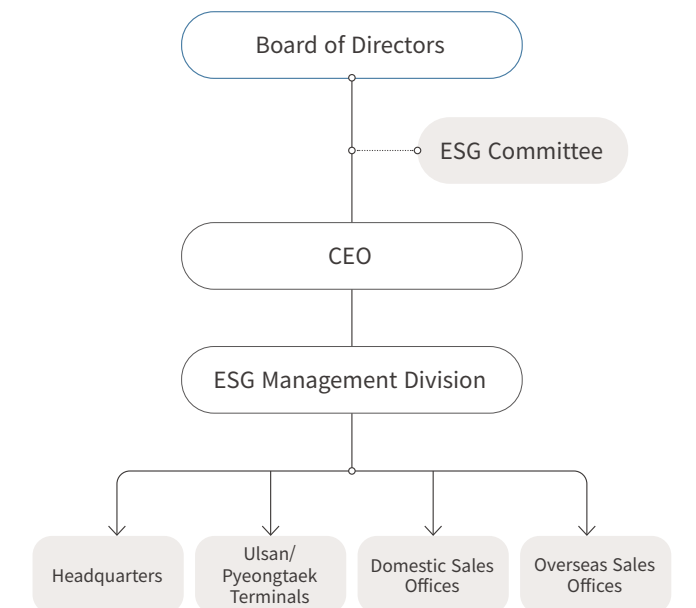 Board of Directors
ESG Committee
CEO
ESG Management Division
Headquarters
Ulsan/
Pyeongtaek
Terminals
Domestic Sales
Offices
Overseas Sales
Offices